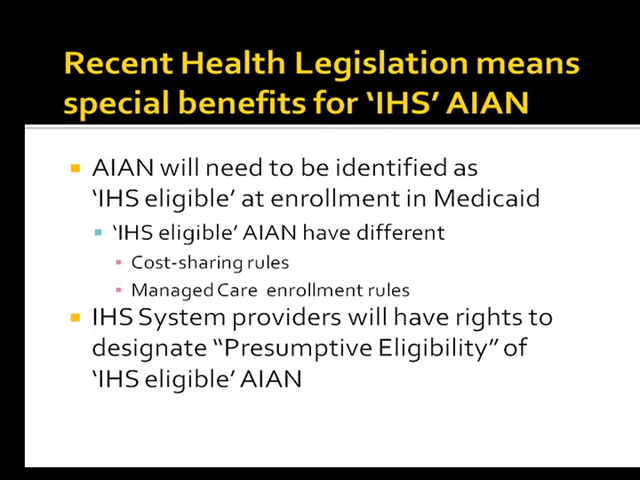 Recent Health Legislation means
special benefits for ‘IHS’ AIAN
AIAN will need to be identified as
‘IHS eligible’ at enrollment in Medicaid
‘IHS eligible’ AIAN have different
Cost-sharing rules
Managed Care enrollment rules
IHS System providers will have rights to
designate “Presumptive Eligibility” of
‘IHS eligible’ AIAN